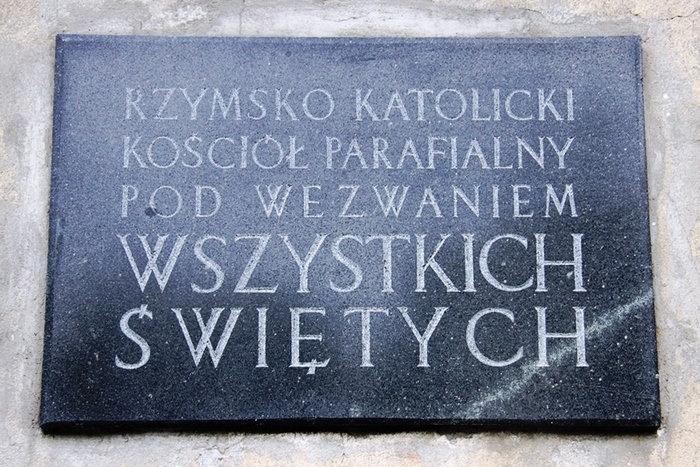 RZYMSKO KATOLICKI
KOŚCIÓŁ PARAFIALNY
POD WEZWANIEM
WSZYSTKICH
ŚWIĘTYCH